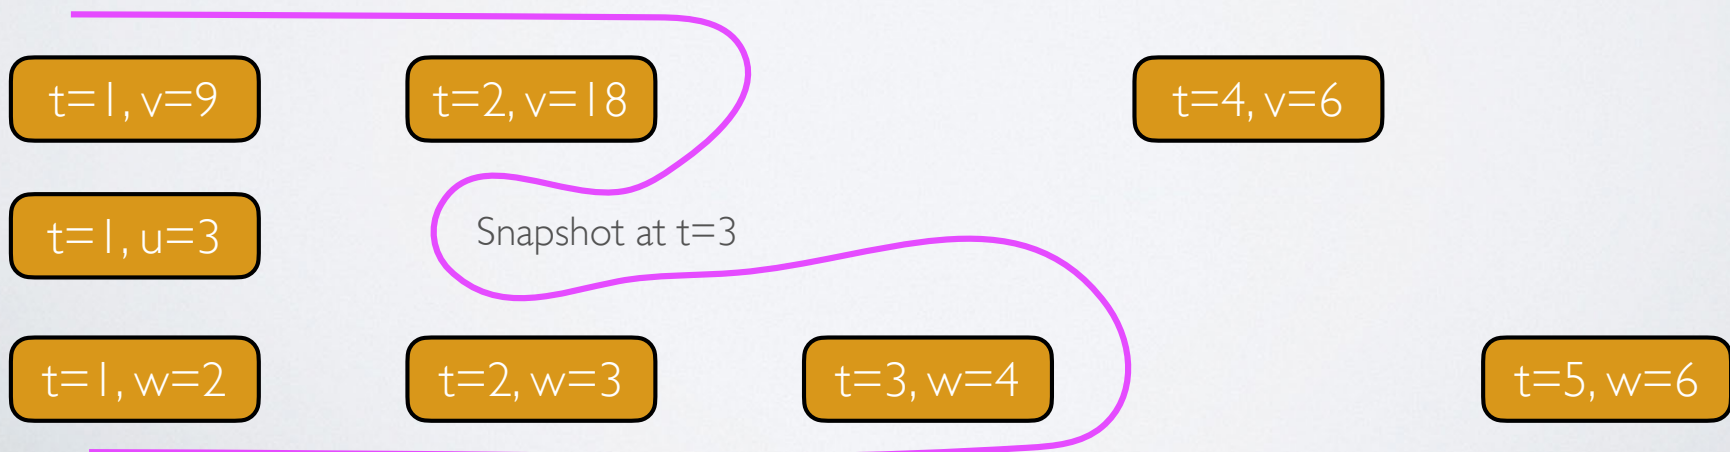 t=1, v=9
t=2, v=18
t=4, v=6
t=1, u=3
Snapshot at t=3
t=1, w=2
t=2, w=3
t=3, w=4
t=5, w=6